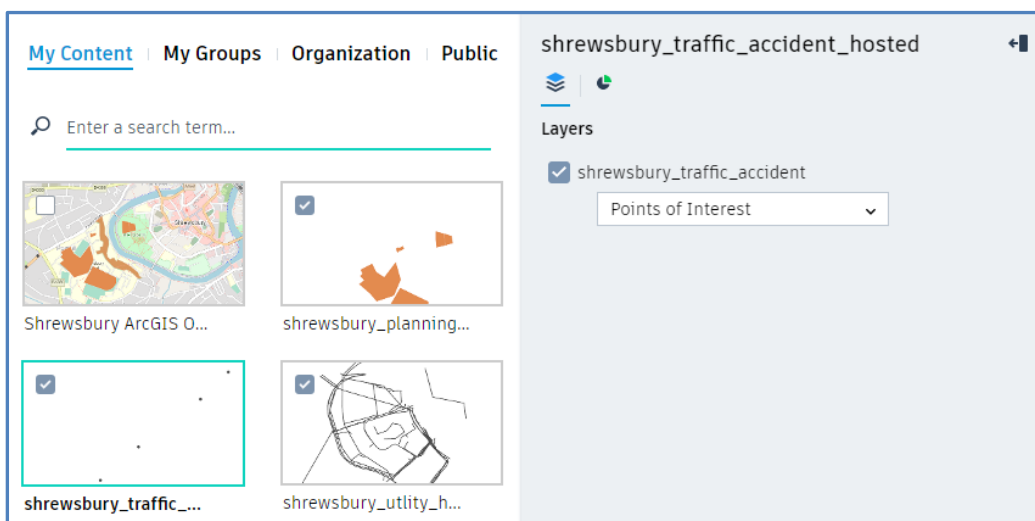 My Content My Groups Organization Public
Enter a search term...
Shrewsbury
Shrewsbury ArcGIS O...
shrewsbury_planning...
shrewsbury_traffic_...
shrewsbury_utlity_h...
shrewsbury_traffic_accident_hosted
Layers
shrewsbury_traffic_accident
Points of Interest